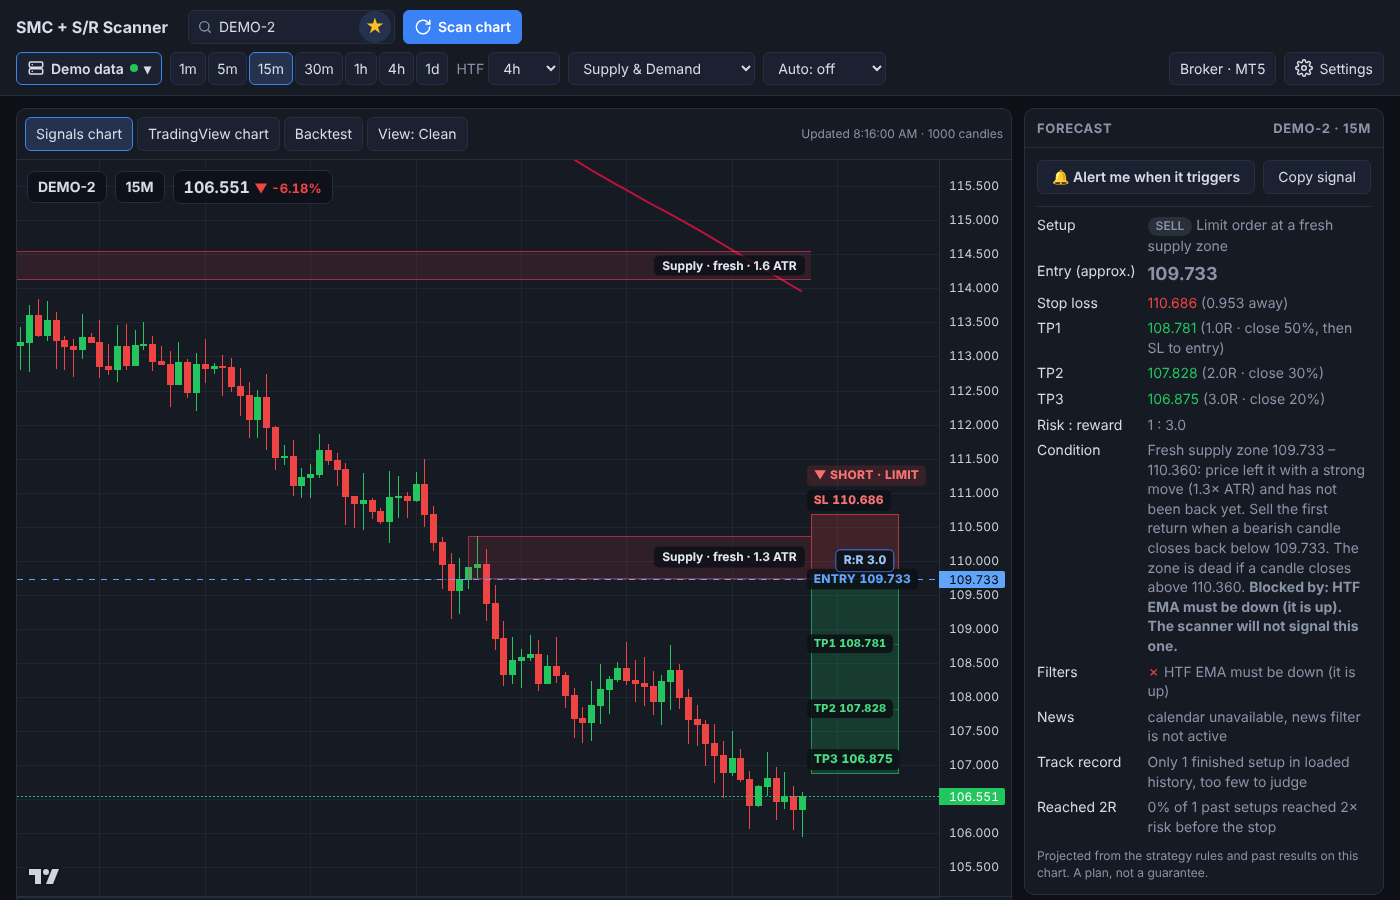 SMC + S/R Scanner
DEMO-2
Scan chart
Demo data ▾
1m 5m 15m 30m 1h 4h 1d HTF 4h
Supply & Demand
Auto: off
Broker · MT5
Settings
Signals chart
TradingView chart
Backtest
View: Clean
Updated 8:16:00 AM · 1000 candles
DEMO-2
15M
106.551 ▼ -6.18%
Supply · fresh · 1.6 ATR
▼ SHORT · LIMIT
SL 110.686
Supply · fresh · 1.3 ATR
R:R 3.0
ENTRY 109.733
TP1 108.781
TP2 107.828
TP3 106.875
115.500
115.000
114.500
114.000
113.500
113.000
112.500
112.000
111.500
111.000
110.500
110.000
109.733
109.500
109.000
108.500
108.000
107.500
107.000
106.551
106.000
105.500
FORECAST
DEMO-2 · 15M
🔔 Alert me when it triggers
Copy signal
Setup
SELL Limit order at a fresh
supply zone
Entry (approx.)
109.733
Stop loss
110.686 (0.953 away)
TP1
108.781 (1.0R · close 50%, then
SL to entry)
TP2
107.828 (2.0R · close 30%)
TP3
106.875 (3.0R · close 20%)
Risk : reward
1 : 3.0
Condition
Fresh supply zone 109.733 –
110.360: price left it with a strong
move (1.3× ATR) and has not
been back yet. Sell the first
return when a bearish candle
closes back below 109.733. The
zone is dead if a candle closes
above 110.360. Blocked by: HTF
EMA must be down (it is up).
The scanner will not signal this
one.
Filters
× HTF EMA must be down (it is
up)
News
calendar unavailable, news filter
is not active
Track record
Only 1 finished setup in loaded
history, too few to judge
Reached 2R
0% of 1 past setups reached 2×
risk before the stop
Projected from the strategy rules and past results on this
chart. A plan, not a guarantee.